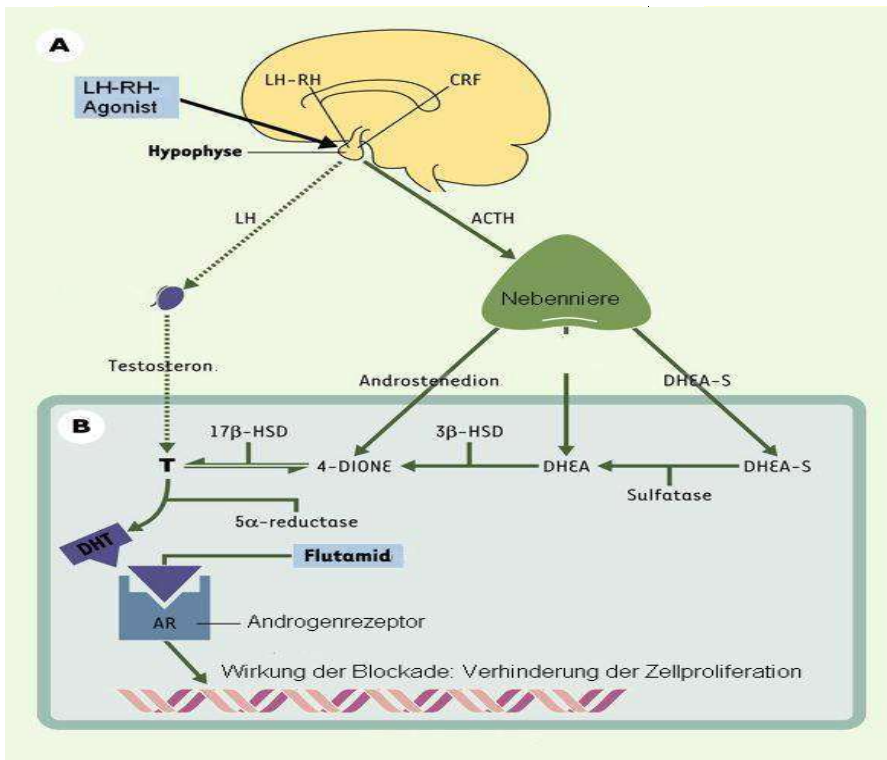 A
LH-RH-
Agonist
LH-RH
CRF
Hypophyse
LH
ACTH
Nebenniere
Testosteron.
Androstenedion
DHEA-S
B
17β-HSD
3β-HSD
T
4-DIONE
DHEA
DHEA-S
Sulfatase
5α-reductase
DHT
Flutamid
AR
Androgenrezeptor
Wirkung der Blockade: Verhinderung der Zellproliferation